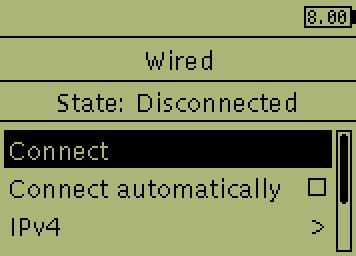 8.00
Wired
State: Disconnected
Connect
Connect automatically
IPv4 >